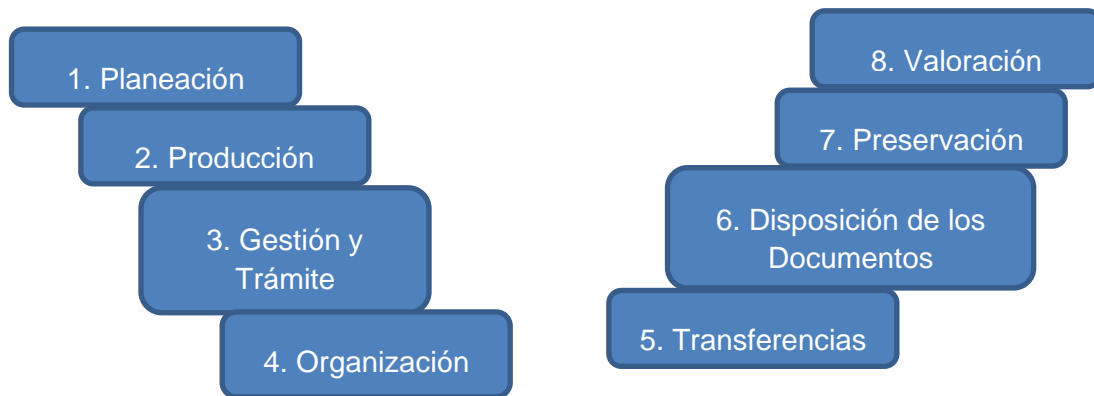 1. Planeación
2. Producción
3. Gestión y
Trámite
4. Organización
8. Valoración
7. Preservación
6. Disposición de los
Documentos
5. Transferencias